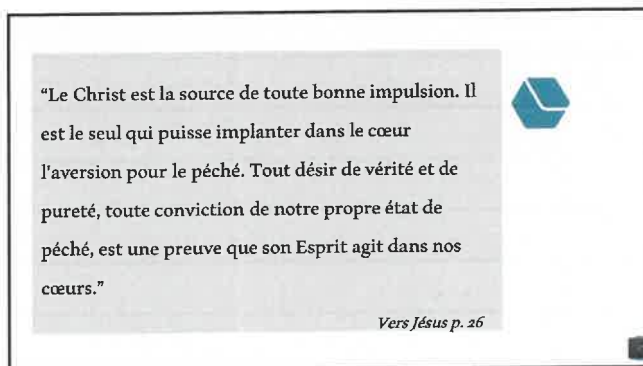 “Le Christ est la source de toute bonne impulsion. Il
est le seul qui puisse implanter dans le cœur
l'aversion pour le péché. Tout désir de vérité et de
pureté, toute conviction de notre propre état de
péché, est une preuve que son Esprit agit dans nos
cœurs.”
Vers Jésus p. 26